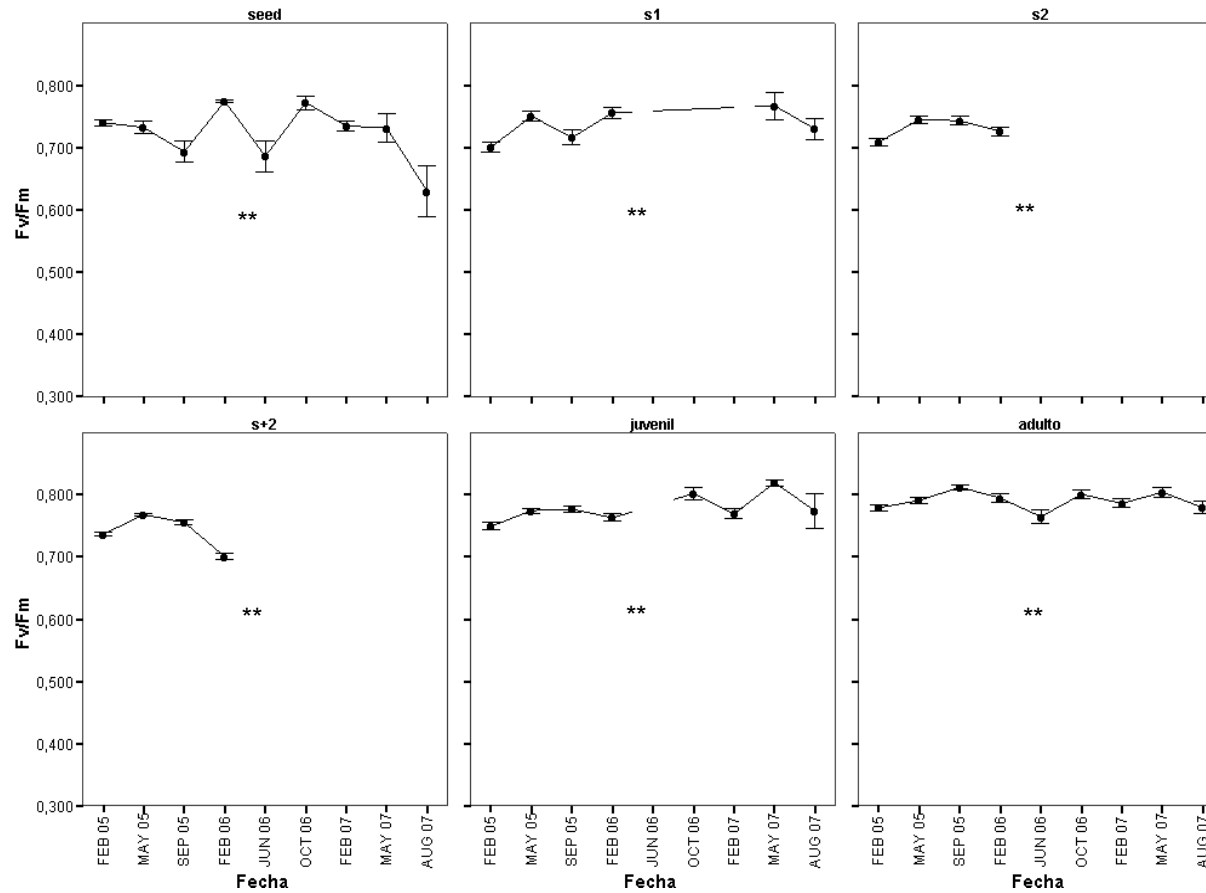 seed
s1
s2
Fv/Fm
0,800
0,700
0,600
0,500
0,400
0,300
**
**
**
s+2
juvenil
adulto
Fv/Fm
0,800
0,700
0,600
0,500
0,400
0,300
**
**
**
FEB 05
MAY 05
SEP 05
FEB 06
JUN 06
OCT 06
FEB 07
MAY 07
AUG 07
FEB 05
MAY 05
SEP 05
FEB 06
JUN 06
OCT 06
FEB 07
MAY 07
AUG 07
FEB 05
MAY 05
SEP 05
FEB 06
JUN 06
OCT 06
FEB 07
MAY 07
AUG 07
Fecha
Fecha
Fecha